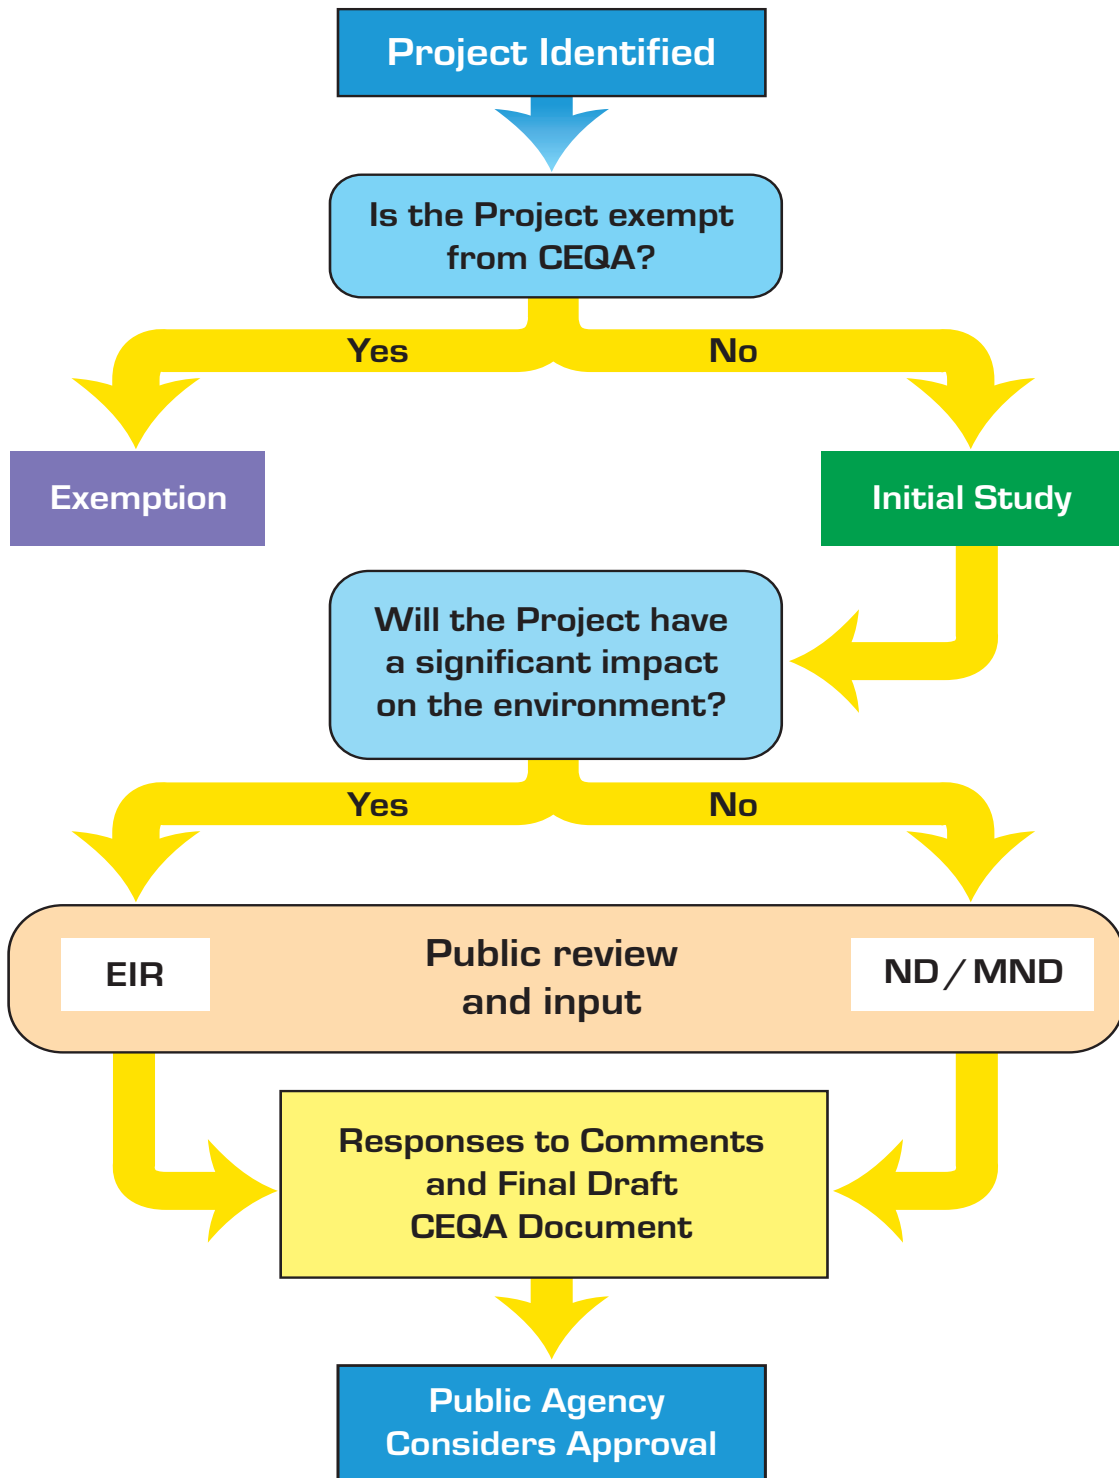 Project Identified
Is the Project exempt
from CEQA?
Yes
No
Exemption
Initial Study
Will the Project have
a significant impact
on the environment?
Yes
No
EIR
Public review
and input
ND / MND
Responses to Comments
and Final Draft
CEQA Document
Public Agency
Considers Approval